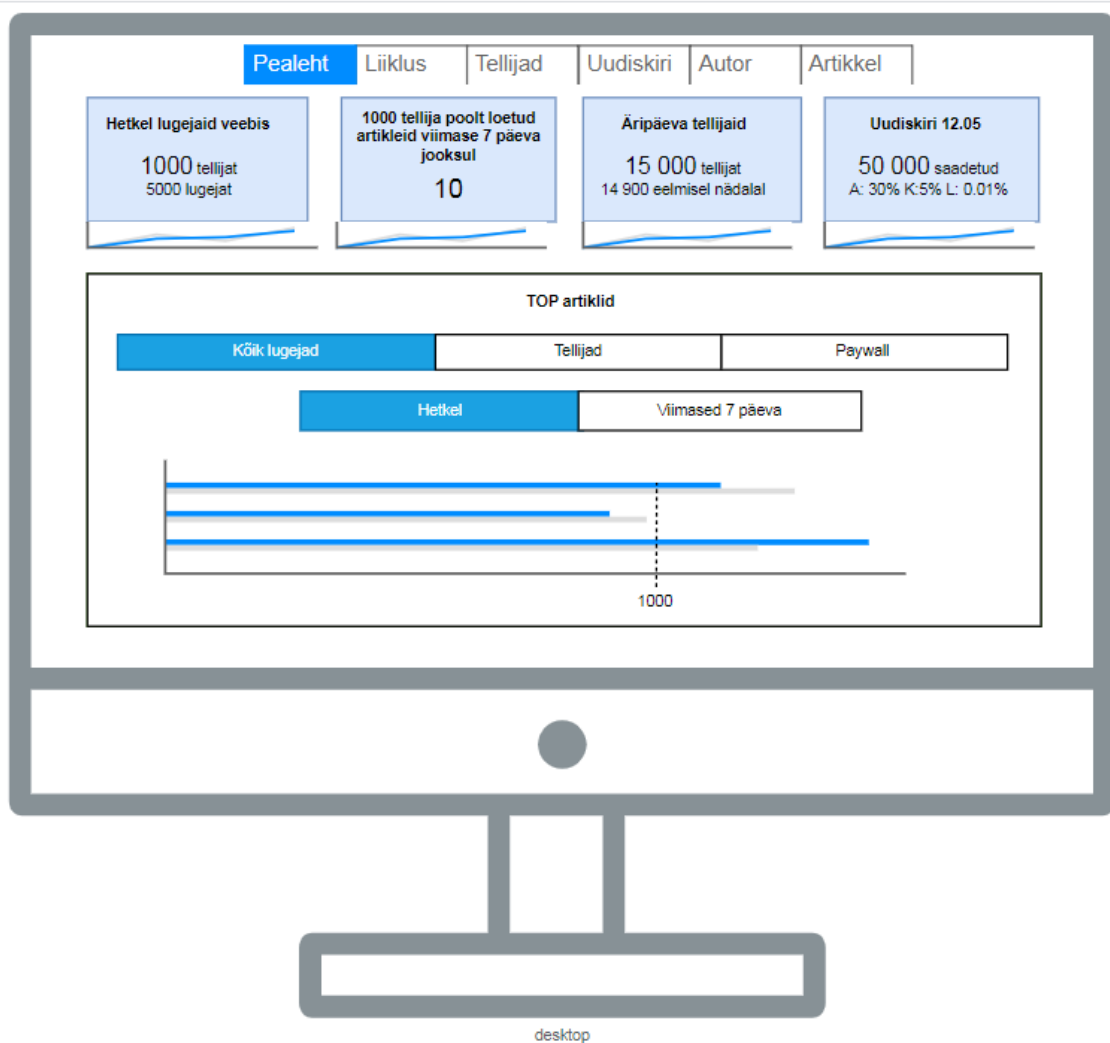 Pealeht Liiklus Tellijad Uudiskiri Autor Artikkel
Hetkel lugejaid veebis
1000 tellijat
5000 lugejat
1000 tellija poolt loetud
artikleid viimase 7 päeva
jooksul
10
Äripäeva tellijaid
15 000 tellijat
14 900 eelmisel nädalal
Uudiskiri 12.05
50 000 saadetud
A: 30% K:5% L: 0.01%
TOP artiklid
Kõik lugejad Tellijad Paywall
Hetkel Viimased 7 päeva
1000
desktop